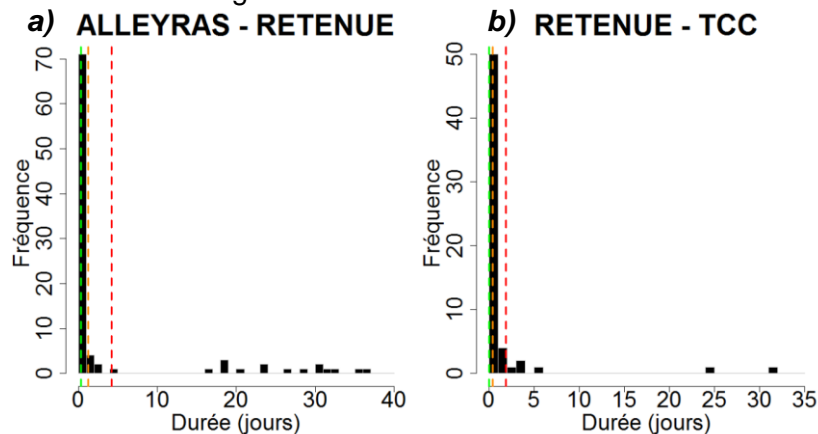 a) ALLEYRAS - RETENUE
70
60
50
40
30
20
10
0
Fréquence
0 10 20 30 40
Durée (jours)
b) RETENUE - TCC
50
40
30
20
10
0
Fréquence
0 5 10 15 20 25 30 35
Durée (jours)